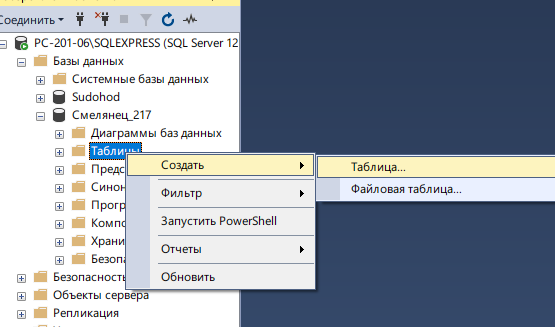 Соединить
PC-201-06\SQLEXPRESS (SQL Server 12
Базы данных
Системные базы данных
Sudohod
Смелянец_217
Диаграммы баз данных
Таблицы
Предс
Синон
Програ
Компо
Храни
Безопа
Безопасность
Объекты сервера
Репликация
Создать
Фильтр
Запустить PowerShell
Отчеты
Обновить
Таблица...
Файловая таблица...